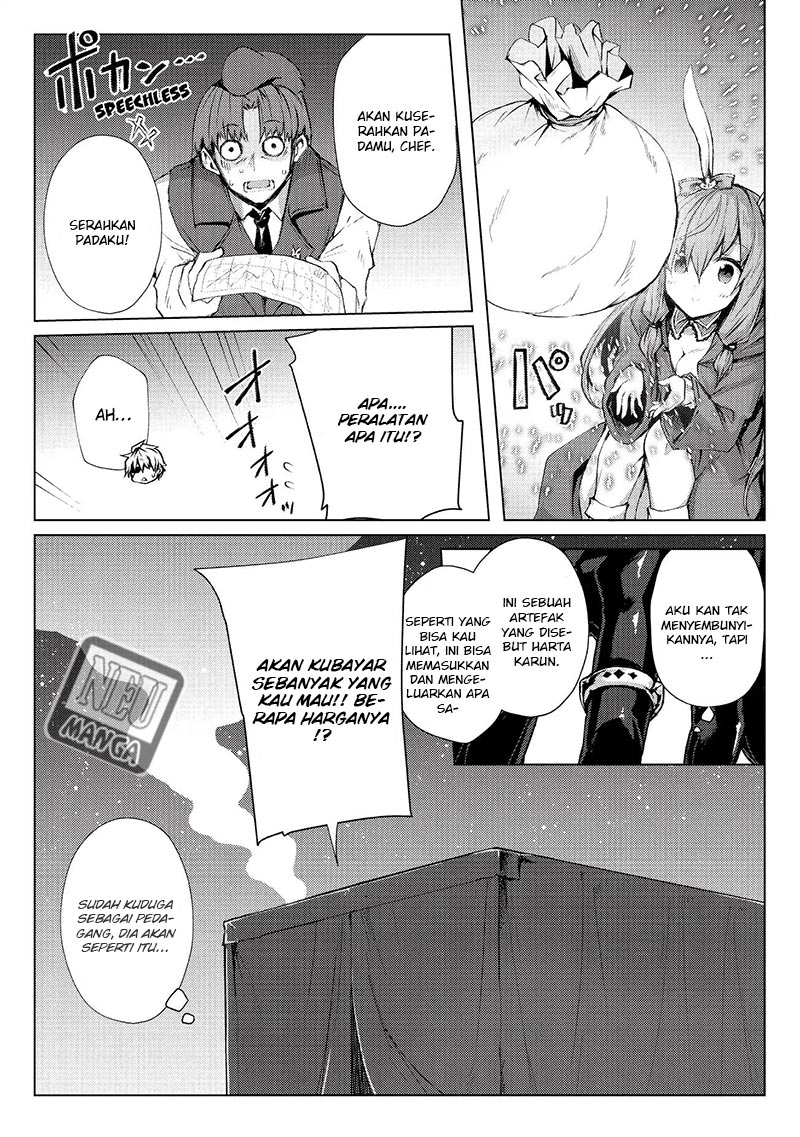 パッ
AKAN KUSE-
RAHKAN PA-
DAMU, CHEF.
ポカン…
SPEECHLESS
SERAHKAN
PADAKU!
APA....
PERALATAN
APA ITU!?
オオオオ
AH...
AKU KAN TAK
MENYEMBUNYI-
KANNYA, TAPI
...
INI SEBUAH
ARTEFAK
YANG DISE-
BUT HARTA
KARUN.
SEPERTI YANG
BISA KAU
LIHAT, INI BISA
MEMASUKKAN
DAN MENGE-
LUARKAN APA
SA-
AKAN KUBAYAR
SEBANYAK YANG
KAU MAU!! BE-
RAPA HARGANYA
!?
NEU
MANGA
SUDAH KUDUGA
SEBAGAI PEDA-
GANG, DIA AKAN
SEPERTI ITU...